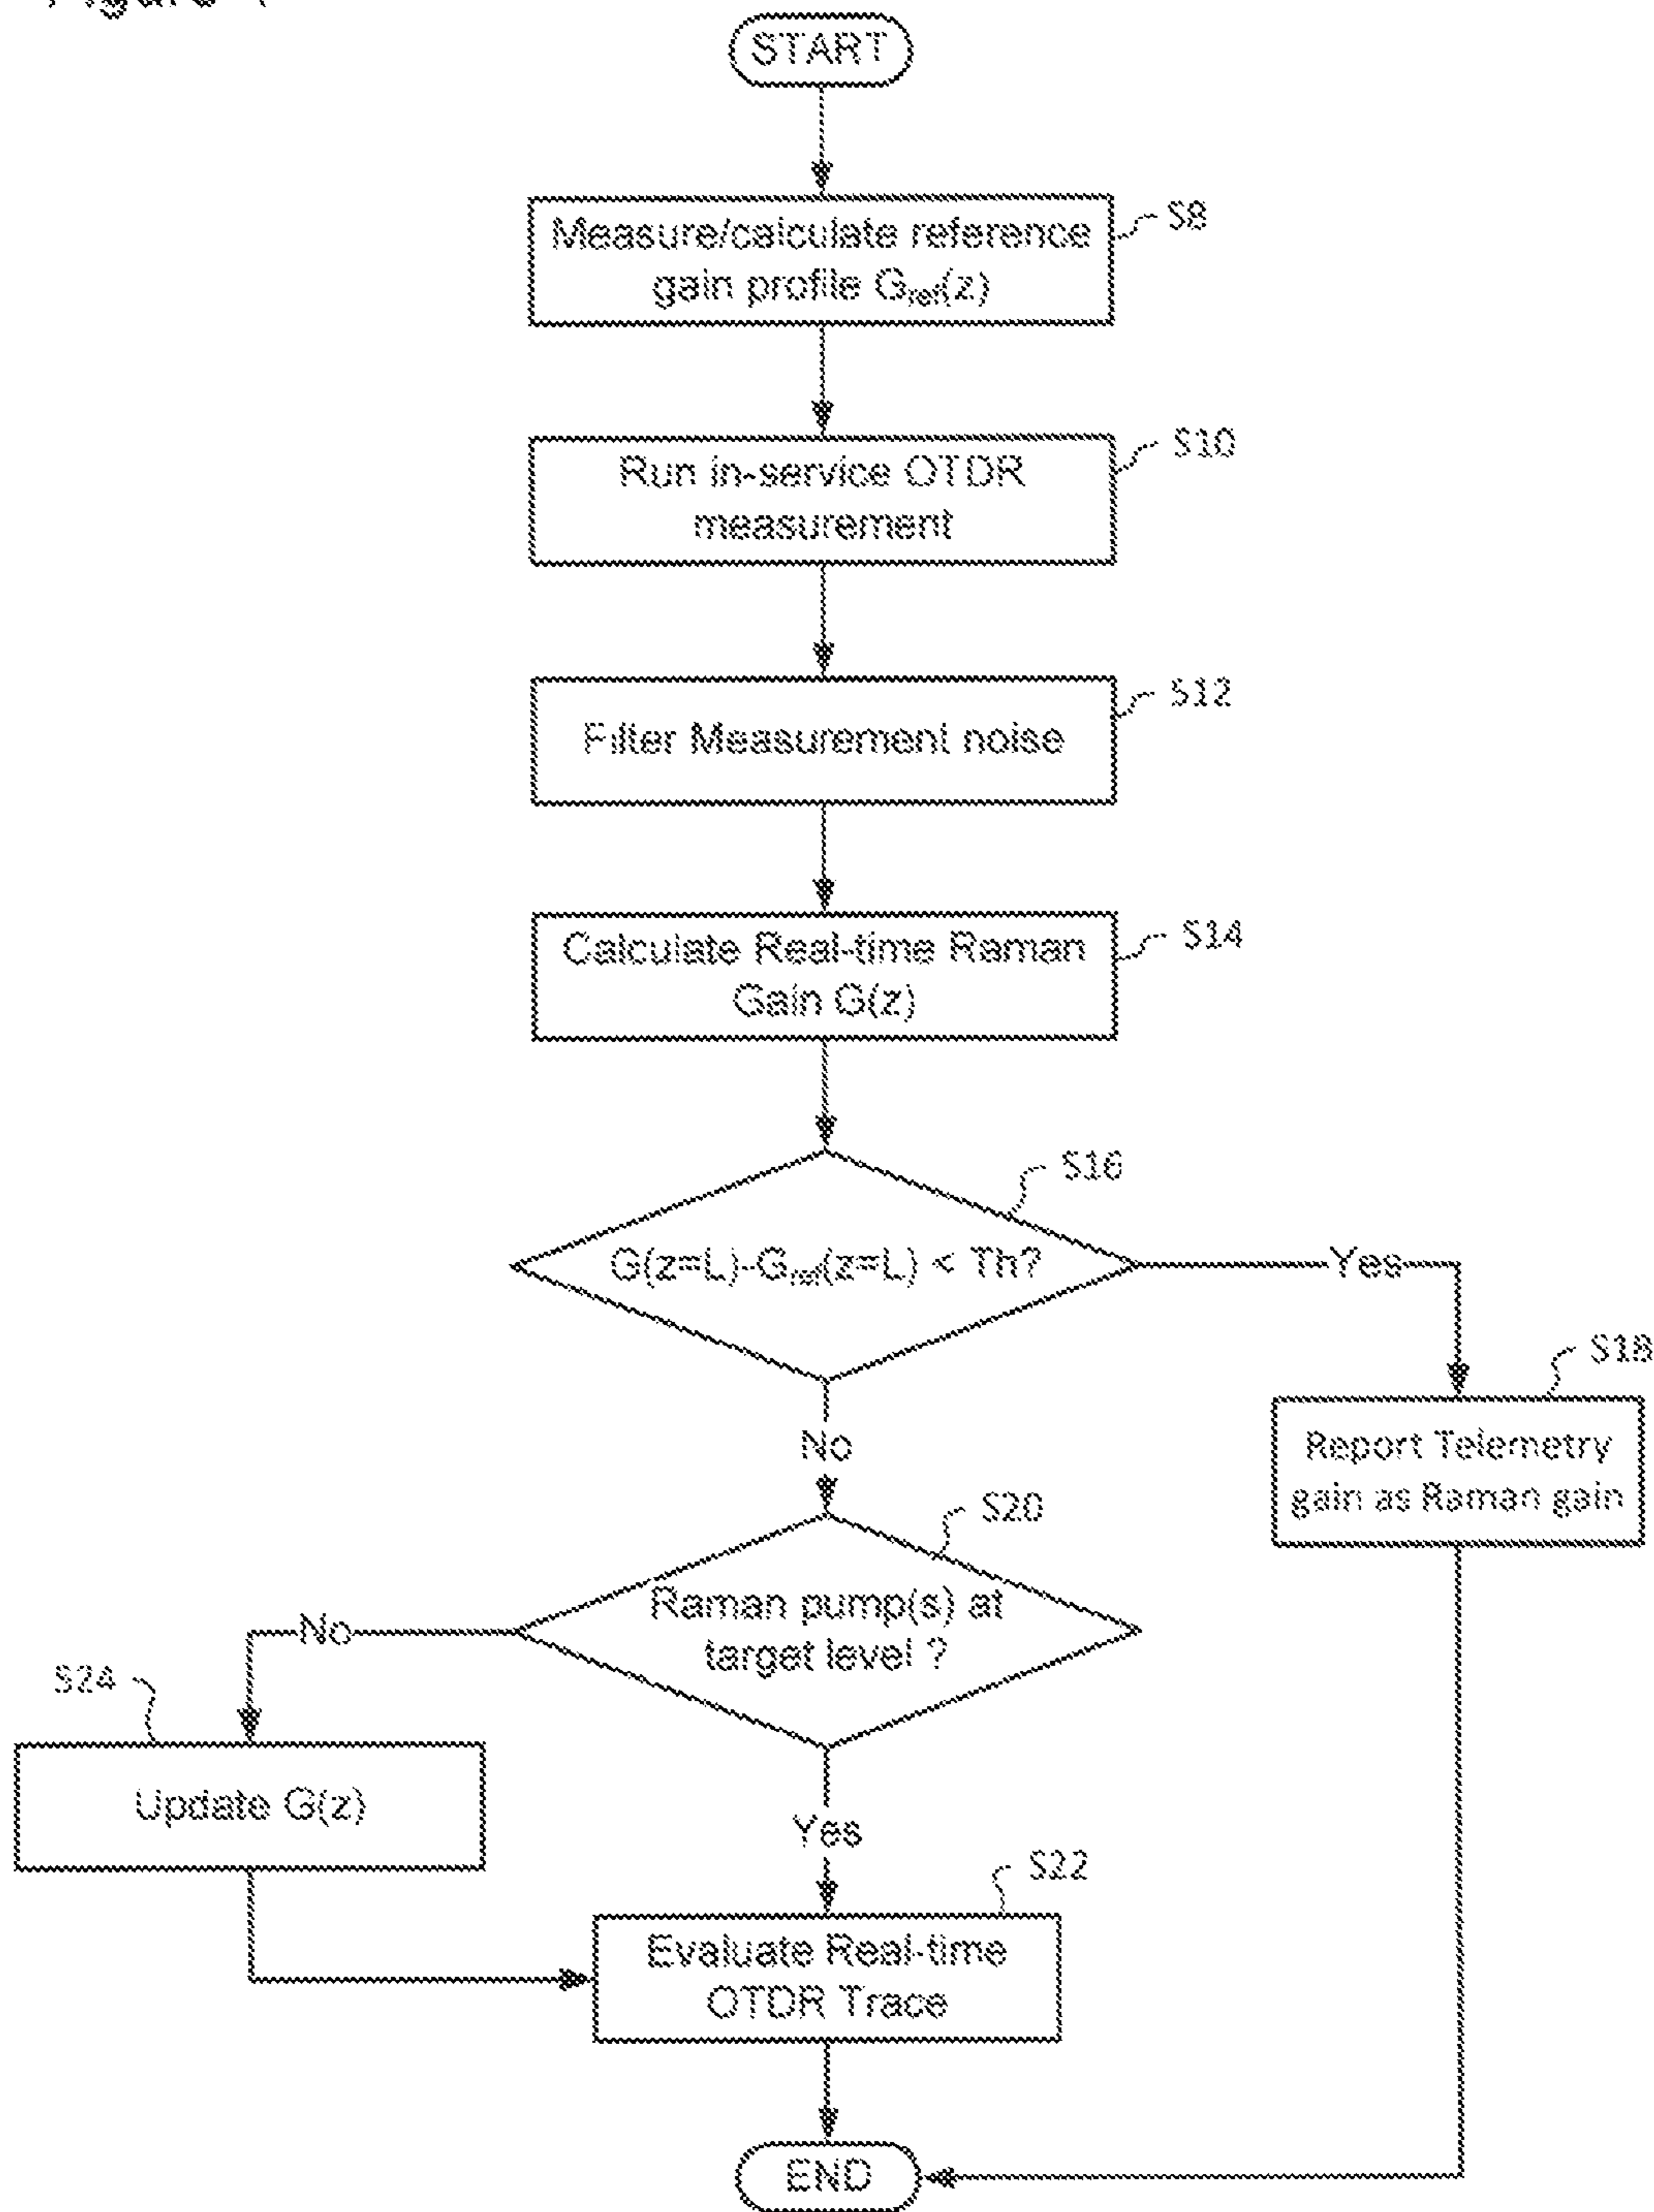 START
Measure/calculate reference
gain profile Gref(z)
S8
Run in-service OTDR
measurement
S10
Filter Measurement noise
S12
Calculate Real-time Raman
Gain G(z)
S14
S16
G(z=L)-Gref(z=L) < Th?
Yes
S18
Report Telemetry
gain as Raman gain
No
S20
Raman pump(s) at
target level ?
No
S24
Update G(z)
Yes
S22
Evaluate Real-time
OTDR Trace
END